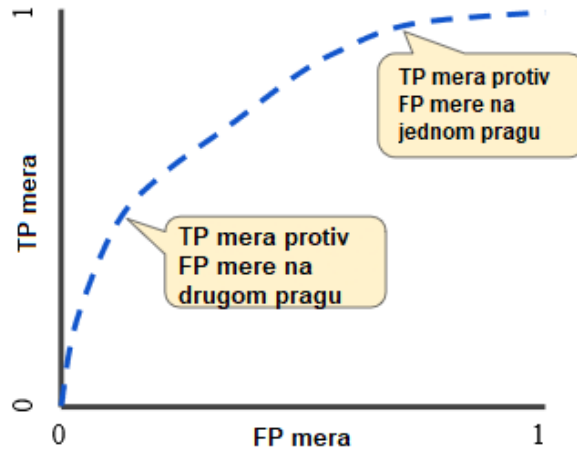 1
TP mera protiv
FP mere na
jednom pragu
TP mera
TP mera protiv
FP mere na
drugom pragu
0
0
FP mera
1